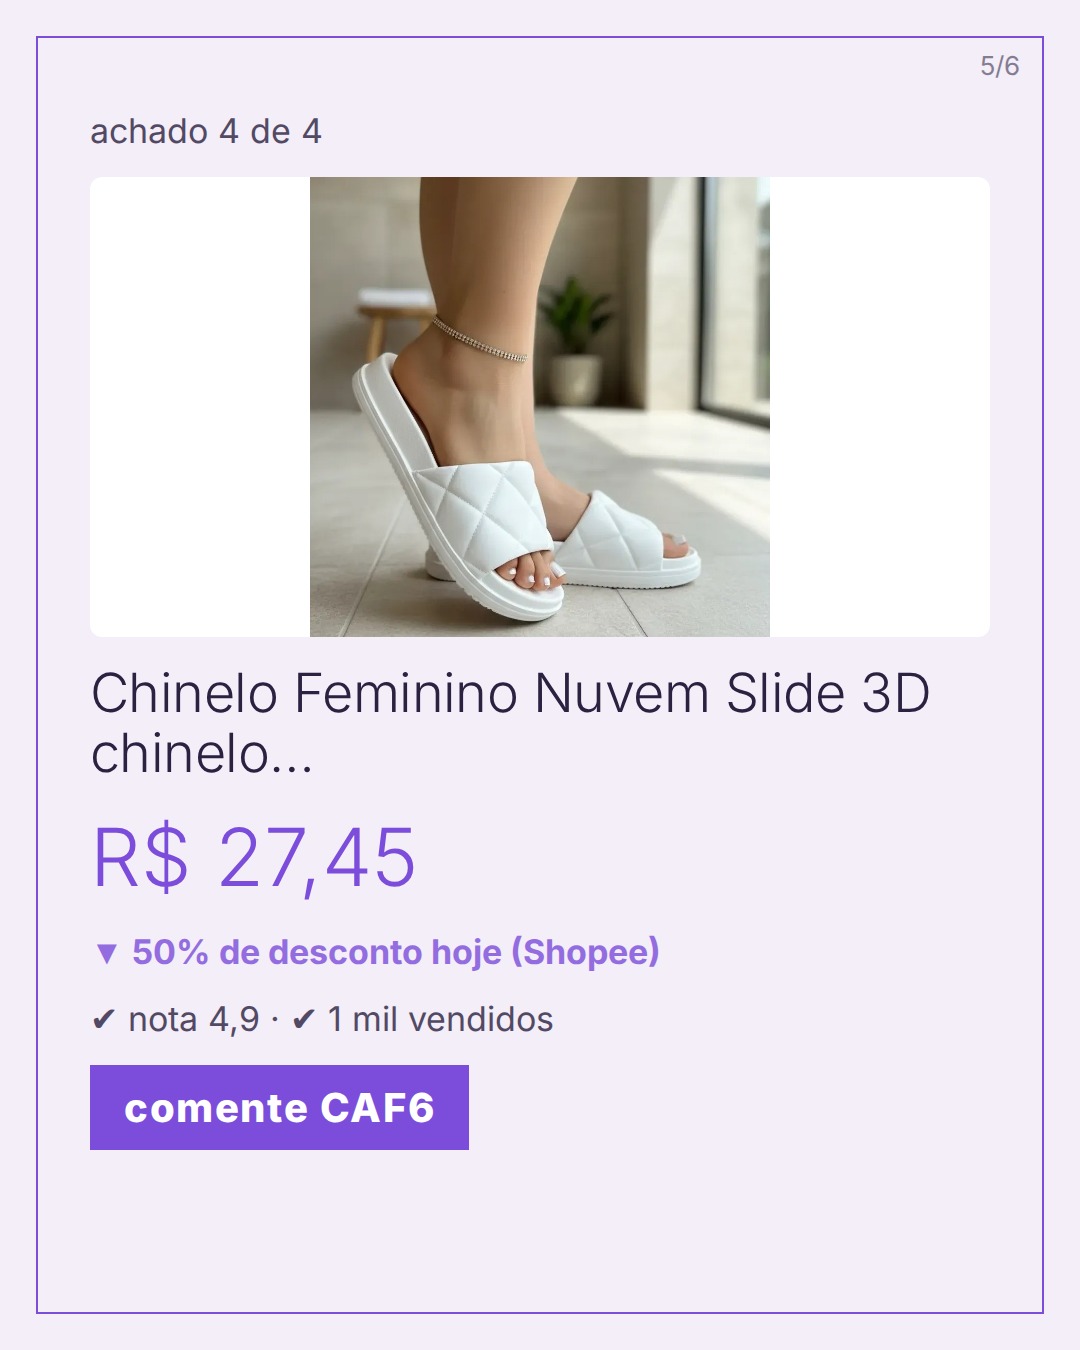 5/6
achado 4 de 4
Chinelo Feminino Nuvem Slide 3D
chinelo...
R$ 27,45
▼ 50% de desconto hoje (Shopee)
✔ nota 4,9 · ✔ 1 mil vendidos
comente CAF6